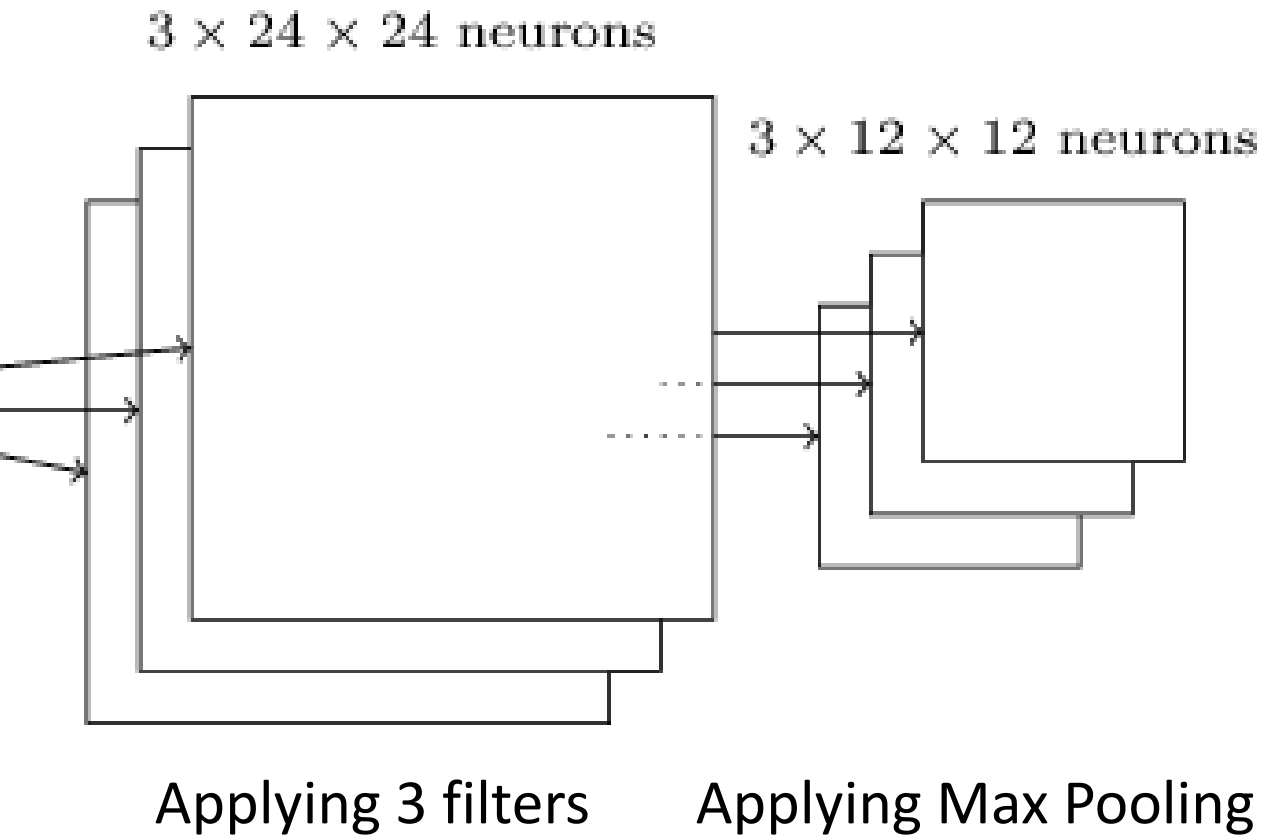 3 × 24 × 24 neurons
3 × 12 × 12 neurons
Applying 3 filters
Applying Max Pooling